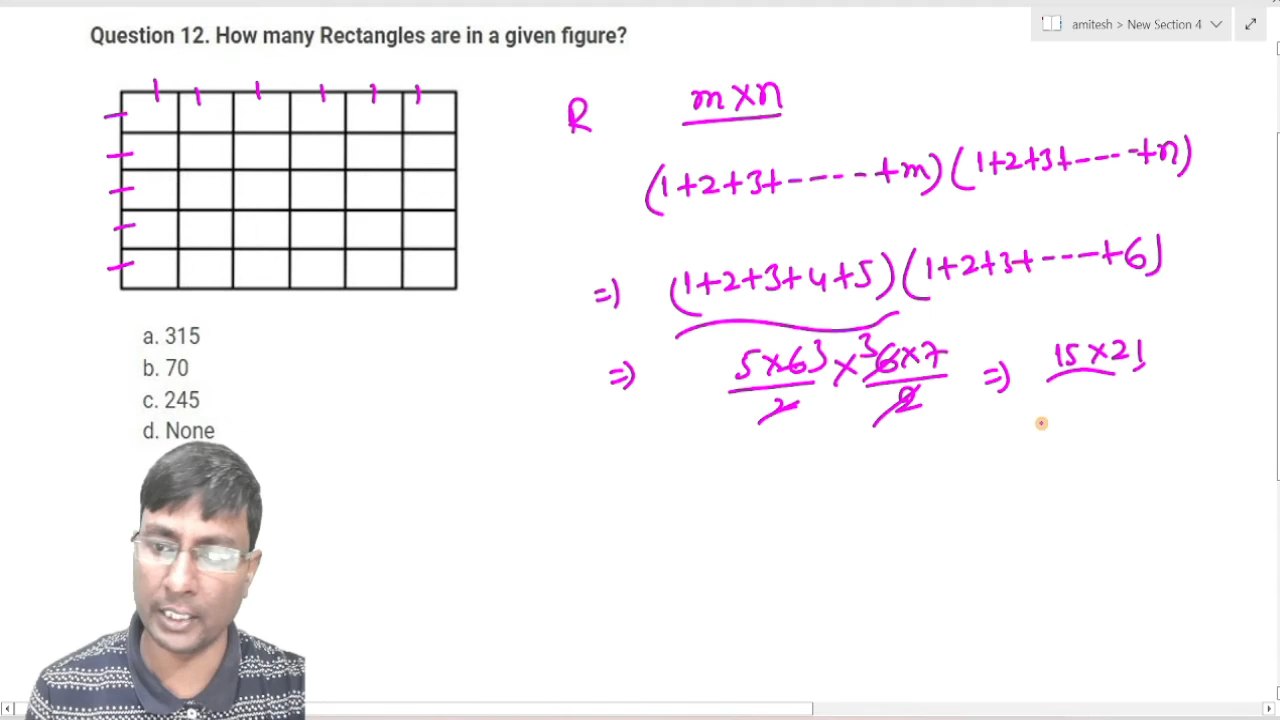 amitesh > New Section 4
Question 12. How many Rectangles are in a given figure?
R m×n
(1+2+3+-----+m)(1+2+3+----+n)
=) (1+2+3+4+5)(1+2+3+----+6)
=) 5×6 3/2 × 3 6×7/2 =) 15×21
a. 315
b. 70
c. 245
d. None